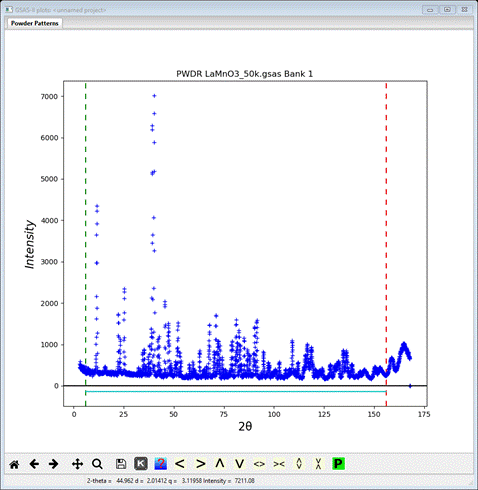 GSAS-II plots: <unnamed project>
Powder Patterns
PWDR LaMnO3_50k.gsas Bank 1
7000
6000
5000
4000
3000
2000
1000
0
Intensity
0 25 50 75 100 125 150 175
2θ
K ? < > Λ V <> >< P
2-theta = 44.962 d = 2.01412 q = 3.11958 Intensity = 7211.08